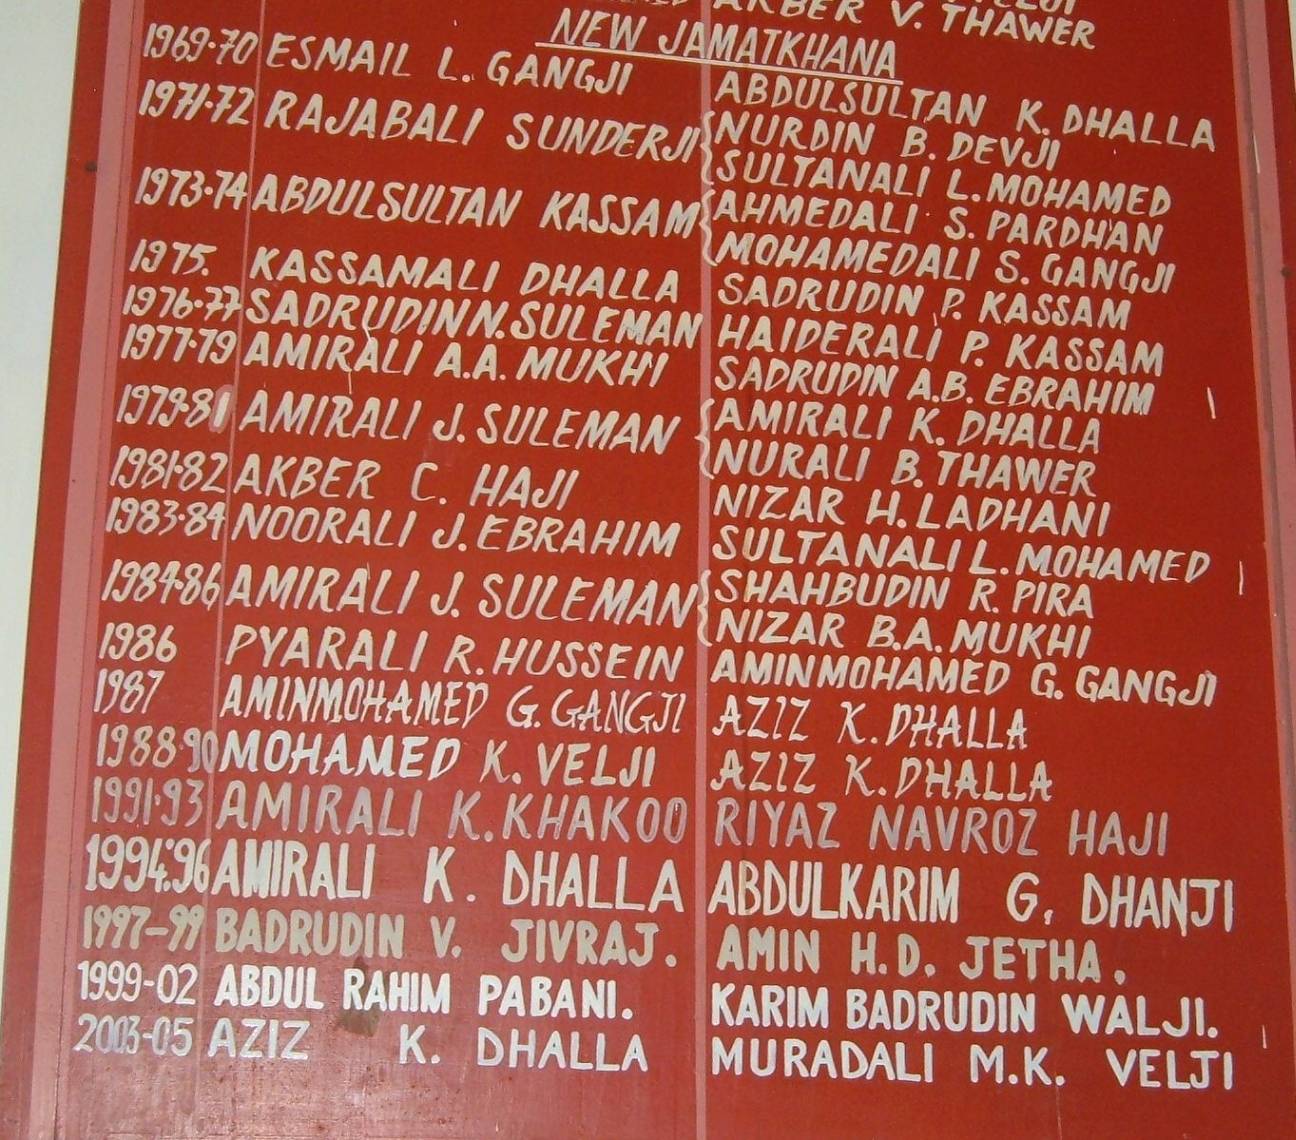 AKBER V. THAWER
NEW JAMATKHANA
1969-70 ESMAIL L. GANGJI ABDULSULTAN K. DHALLA
1971-72 RAJABALI SUNDERJI { NURDIN B. DEVJI
SULTANALI L. MOHAMED
1973-74 ABDULSULTAN KASSAM { AHMEDALI S. PARDHAN
MOHAMEDALI S. GANGJI
1975. KASSAMALI DHALLA SADRUDIN P. KASSAM
1976-77 SADRUDIN N. SULEMAN HAIDERALI P. KASSAM
1977-79 AMIRALI A.A. MUKHI SADRUDIN A.B. EBRAHIM
1979-81 AMIRALI J. SULEMAN { AMIRALI K. DHALLA
NURALI B. THAWER
1981-82 AKBER C. HAJI NIZAR H. LADHANI
1983-84 NOORALI J. EBRAHIM SULTANALI L. MOHAMED
1984-86 AMIRALI J. SULEMAN { SHAHBUDIN R. PIRA
NIZAR B.A. MUKHI
1986 PYARALI R. HUSSEIN AMINMOHAMED G. GANGJI
1987 AMINMOHAMED G. GANGJI AZIZ K. DHALLA
1988-90 MOHAMED K. VELJI AZIZ K. DHALLA
1991-93 AMIRALI K. KHAKOO RIYAZ NAVROZ HAJI
1994-96 AMIRALI K. DHALLA ABDULKARIM G. DHANJI
1997-99 BADRUDIN V. JIVRAJ. AMIN H.D. JETHA.
1999-02 ABDUL RAHIM PABANI. KARIM BADRUDIN WALJI.
2003-05 AZIZ K. DHALLA MURADALI M.K. VELJI